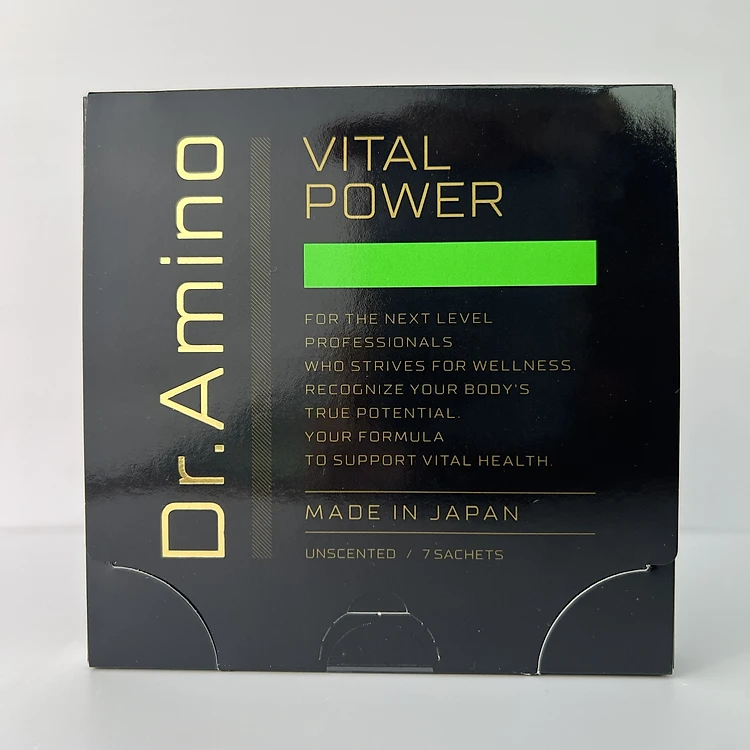 Dr.Amino
VITAL
POWER
FOR THE NEXT LEVEL
PROFESSIONALS
WHO STRIVES FOR WELLNESS.
RECOGNIZE YOUR BODY'S
TRUE POTENTIAL.
YOUR FORMULA
TO SUPPORT VITAL HEALTH.
MADE IN JAPAN
UNSCENTED / 7 SACHETS